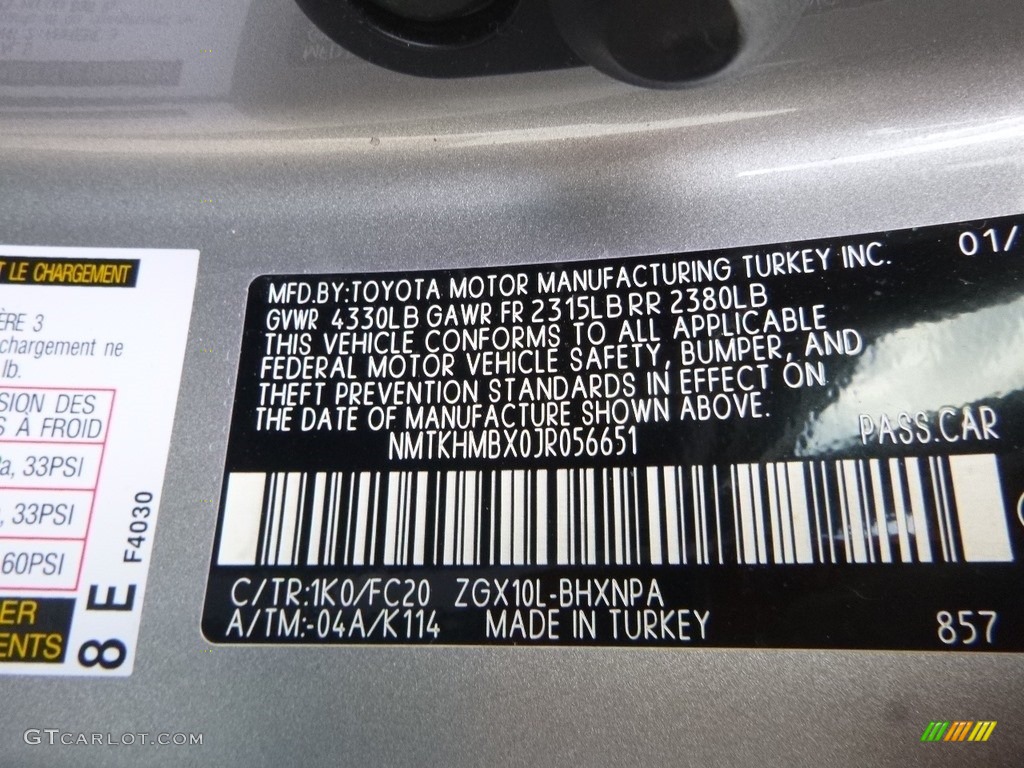 T LE CHARGEMENT
ÈRE 3
chargement ne
lb.
SION DES
S À FROID
a, 33PSI
, 33PSI
60PSI
ER
ENTS
8E
F4030
01/
MFD.BY:TOYOTA MOTOR MANUFACTURING TURKEY INC.
GVWR 4330LB GAWR FR 2315LB RR 2380LB
THIS VEHICLE CONFORMS TO ALL APPLICABLE
FEDERAL MOTOR VEHICLE SAFETY, BUMPER, AND
THEFT PREVENTION STANDARDS IN EFFECT ON
THE DATE OF MANUFACTURE SHOWN ABOVE.
NMTKHMBX0JR056651
PASS.CAR
C/TR:1K0/FC20 ZGX10L-BHXNPA
A/TM:-04A/K114 MADE IN TURKEY
857
GTCARLOT.COM